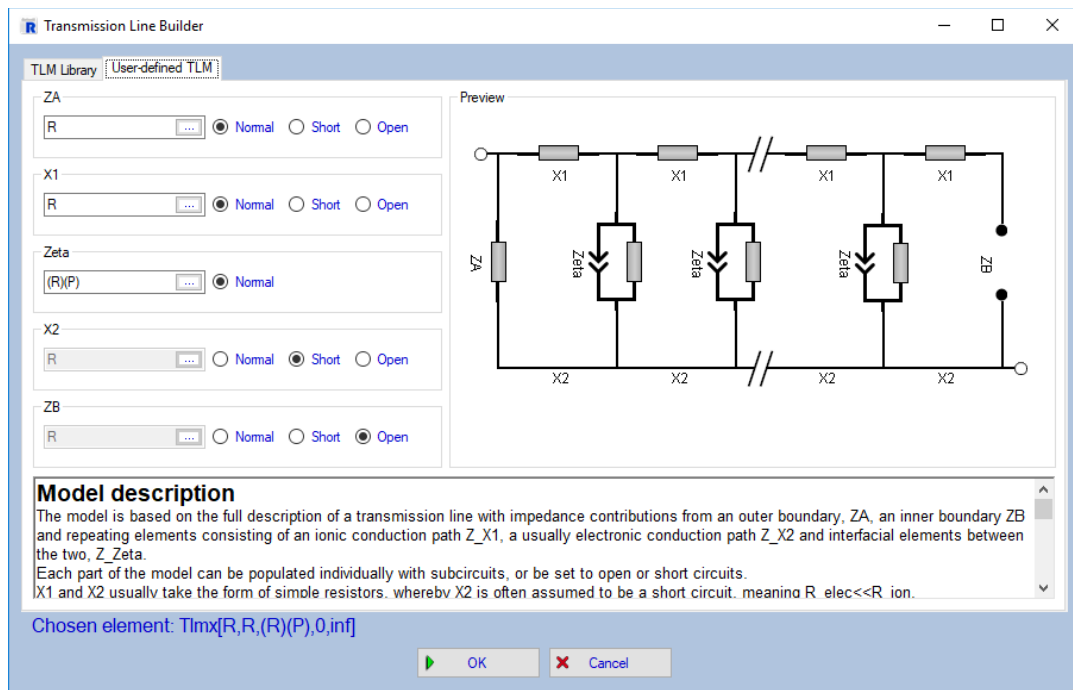 R Transmission Line Builder
TLM Library User-defined TLM
ZA
R ... Normal Short Open
X1
R ... Normal Short Open
Zeta
(R)(P) ... Normal
X2
R ... Normal Short Open
ZB
R ... Normal Short Open
Preview
X1 X1 X1 X1
ZA Zeta Zeta Zeta ZB
X2 X2 X2 X2
Model description
The model is based on the full description of a transmission line with impedance contributions from an outer boundary, ZA, an inner boundary ZB
and repeating elements consisting of an ionic conduction path Z_X1, a usually electronic conduction path Z_X2 and interfacial elements between
the two, Z_Zeta.
Each part of the model can be populated individually with subcircuits, or be set to open or short circuits.
X1 and X2 usually take the form of simple resistors, whereby X2 is often assumed to be a short circuit, meaning R_elec<<R_ion.
Chosen element: Tlmx[R,R,(R)(P),0,inf]
OK Cancel